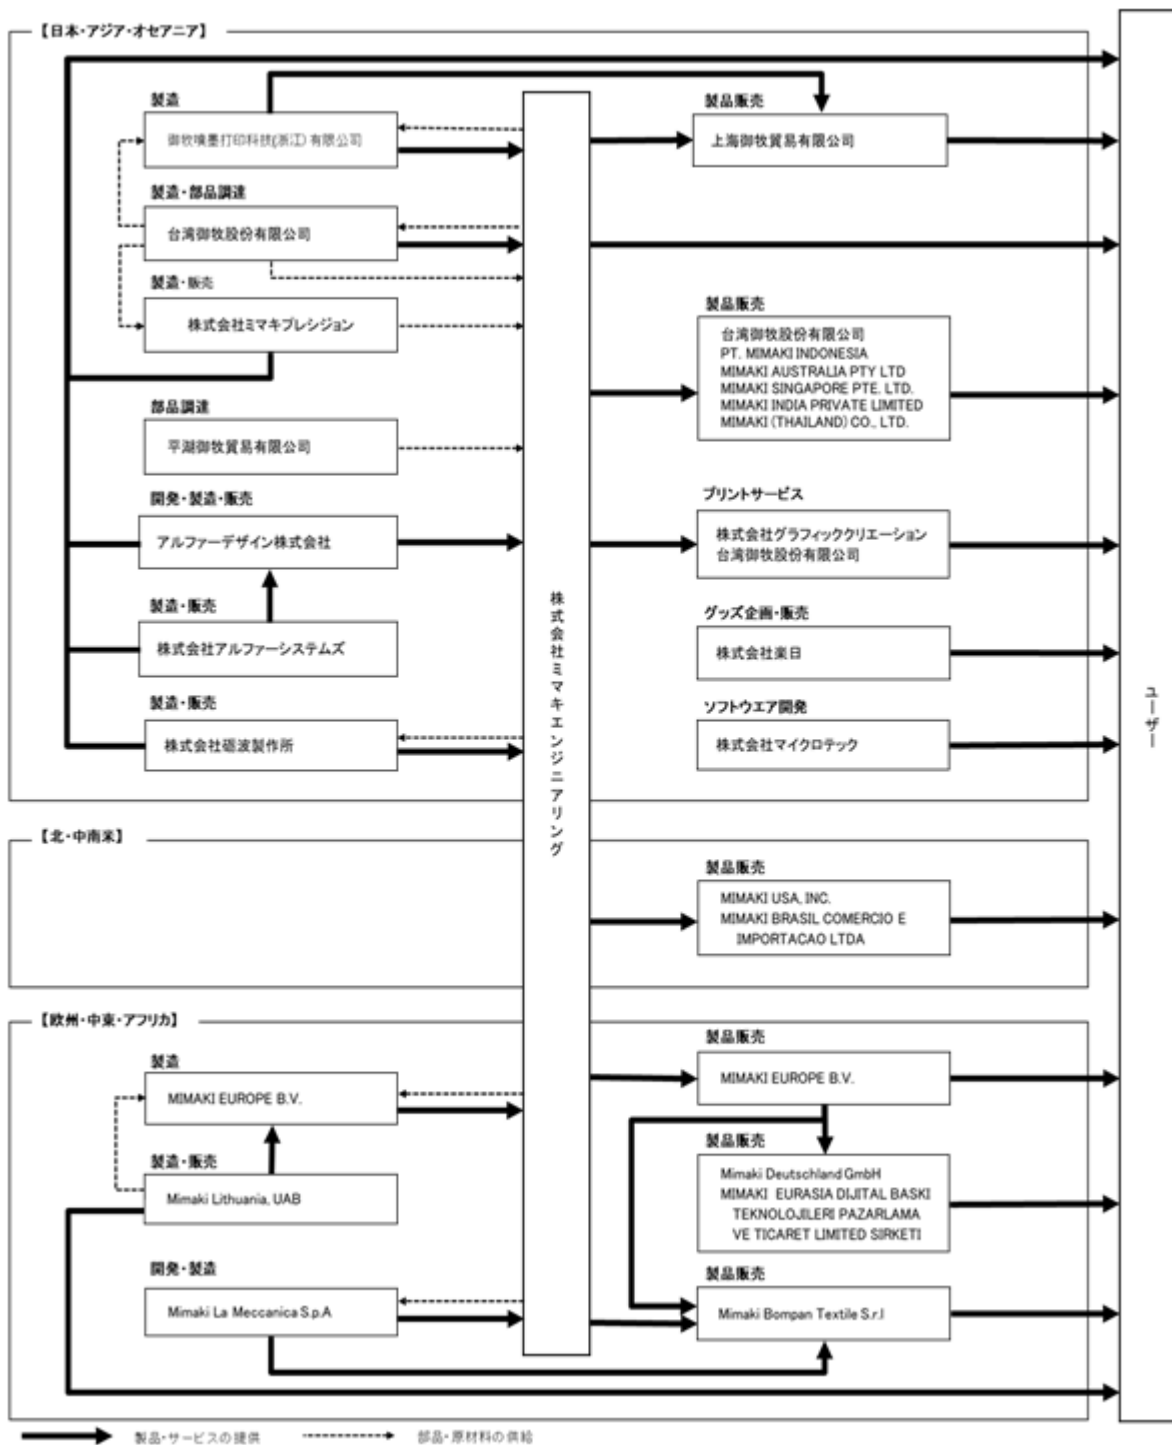 【日本・アジア・オセアニア】
製造
御牧噴墨打印科技(浙江)有限公司
製造・部品調達
台湾御牧股份有限公司
製造・販売
株式会社ミマキプレシジョン
部品調達
平湖御牧貿易有限公司
開発・製造・販売
アルファーデザイン株式会社
製造・販売
株式会社アルファーシステムズ
製造・販売
株式会社砺波製作所
株式会社ミマキエンジニアリング
製品販売
上海御牧貿易有限公司
製品販売
台湾御牧股份有限公司
PT. MIMAKI INDONESIA
MIMAKI AUSTRALIA PTY LTD
MIMAKI SINGAPORE PTE. LTD.
MIMAKI INDIA PRIVATE LIMITED
MIMAKI (THAILAND) CO., LTD.
プリントサービス
株式会社グラフィッククリエーション
台湾御牧股份有限公司
グッズ企画・販売
株式会社楽日
ソフトウエア開発
株式会社マイクロテック
ユーザー
【北・中南米】
製品販売
MIMAKI USA, INC.
MIMAKI BRASIL COMERCIO E
IMPORTACAO LTDA
【欧州・中東・アフリカ】
製造
MIMAKI EUROPE B.V.
製造・販売
Mimaki Lithuania, UAB
開発・製造
Mimaki La Meccanica S.p.A
製品販売
MIMAKI EUROPE B.V.
製品販売
Mimaki Deutschland GmbH
MIMAKI EURASIA DIJITAL BASKI
TEKNOLOJILERI PAZARLAMA
VE TICARET LIMITED SIRKETI
製品販売
Mimaki Bompan Textile S.r.l
製品・サービスの提供
部品・原材料の供給